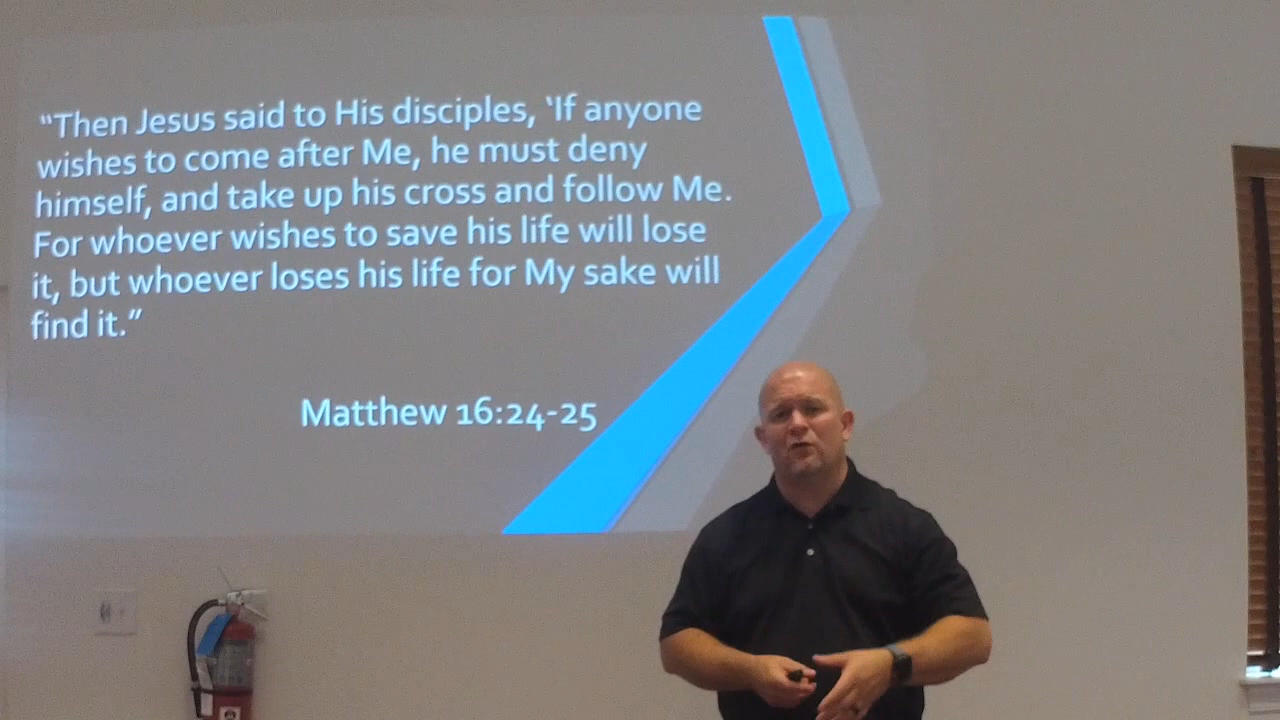 “Then Jesus said to His disciples, ‘If anyone
wishes to come after Me, he must deny
himself, and take up his cross and follow Me.
For whoever wishes to save his life will lose
it, but whoever loses his life for My sake will
find it.”
Matthew 16:24-25